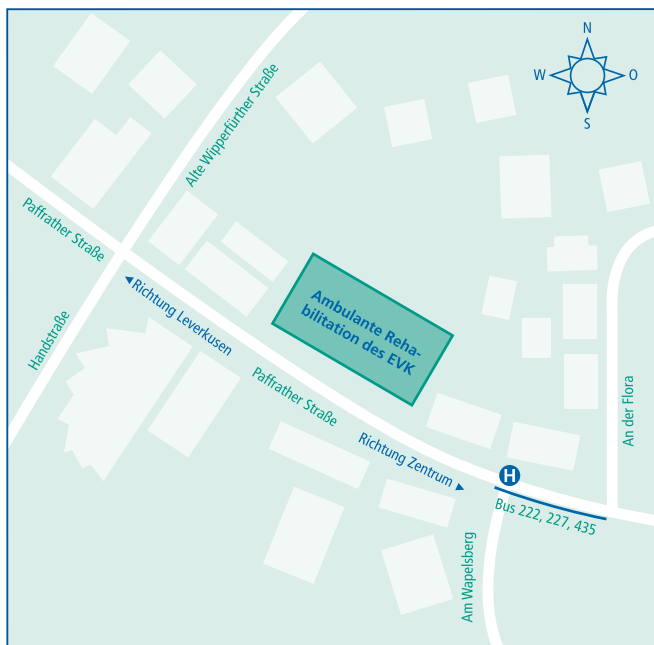 N
W
O
S
Alte Wipperfürther Straße
Paffrather Straße
Richtung Leverkusen
Handstraße
Ambulante Reha-
bilitation des EVK
Paffrather Straße
Richtung Zentrum
H
Bus 222, 227, 435
An der Flora
Am Wapelsberg